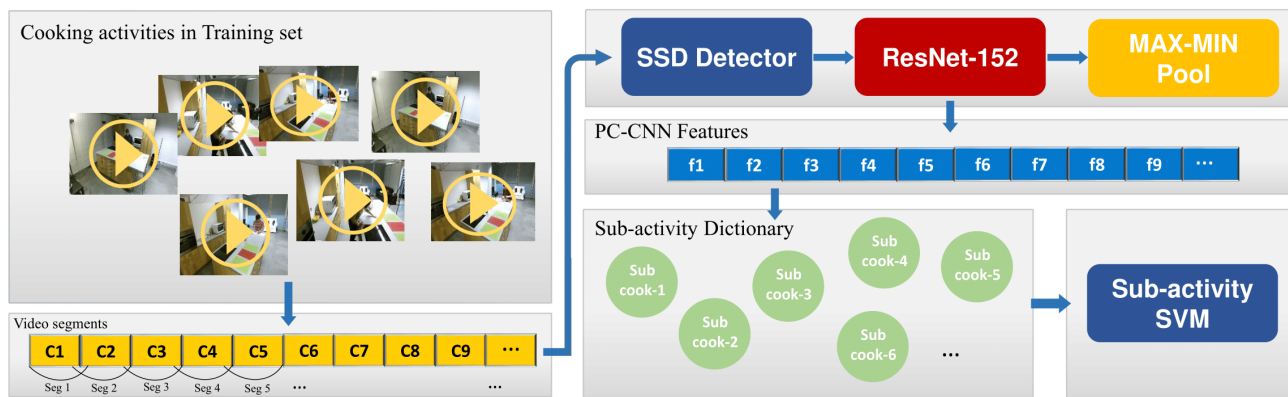 Cooking activities in Training set
Video segments
C1 C2 C3 C4 C5 C6 C7 C8 C9 ...
Seg 1 Seg 2 Seg 3 Seg 4 Seg 5 ... ...
SSD Detector
ResNet-152
MAX-MIN
Pool
PC-CNN Features
f1 f2 f3 f4 f5 f6 f7 f8 f9 ...
Sub-activity Dictionary
Sub
cook-1
Sub
cook-2
Sub
cook-3
Sub
cook-4
Sub
cook-5
Sub
cook-6
...
Sub-activity
SVM